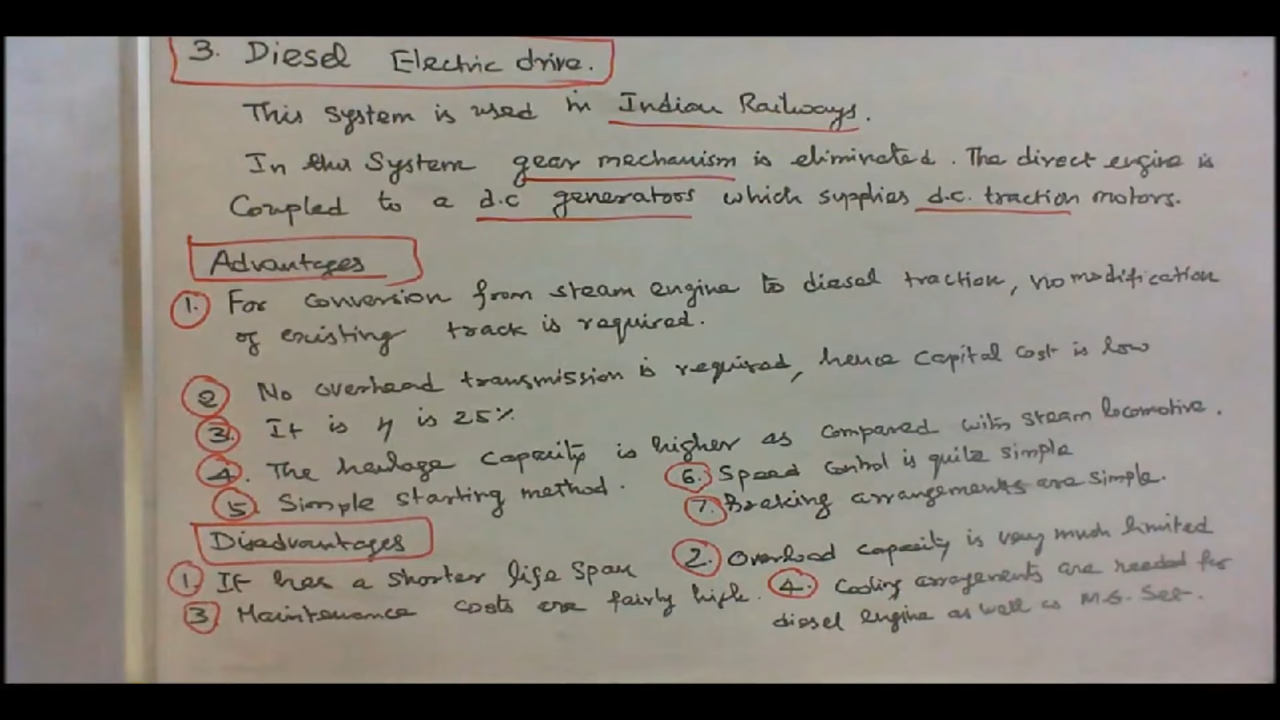 3. Diesel Electric drive.
This System is used in Indian Railways.
In this System gear mechanism is eliminated. The direct engine is
Coupled to a d.c generators which supplies d.c. traction motors.
Advantages
1. For conversion from steam engine to diesel traction, no modification
of existing track is required.
2 No overhead transmission is required, hence capital cost is low
3. It is η is 25%
4. The haulage capacity is higher as compared with steam locomotive.
5 Simple starting method.
6. Speed control is quite simple
7. Braking arrangements are simple.
Disadvantages
1. It has a shorter life span
2. Overload capacity is very much limited
3 Maintenance costs are fairly high.
4. Cooling arrangements are needed for
diesel engine as well as M.G. Set.